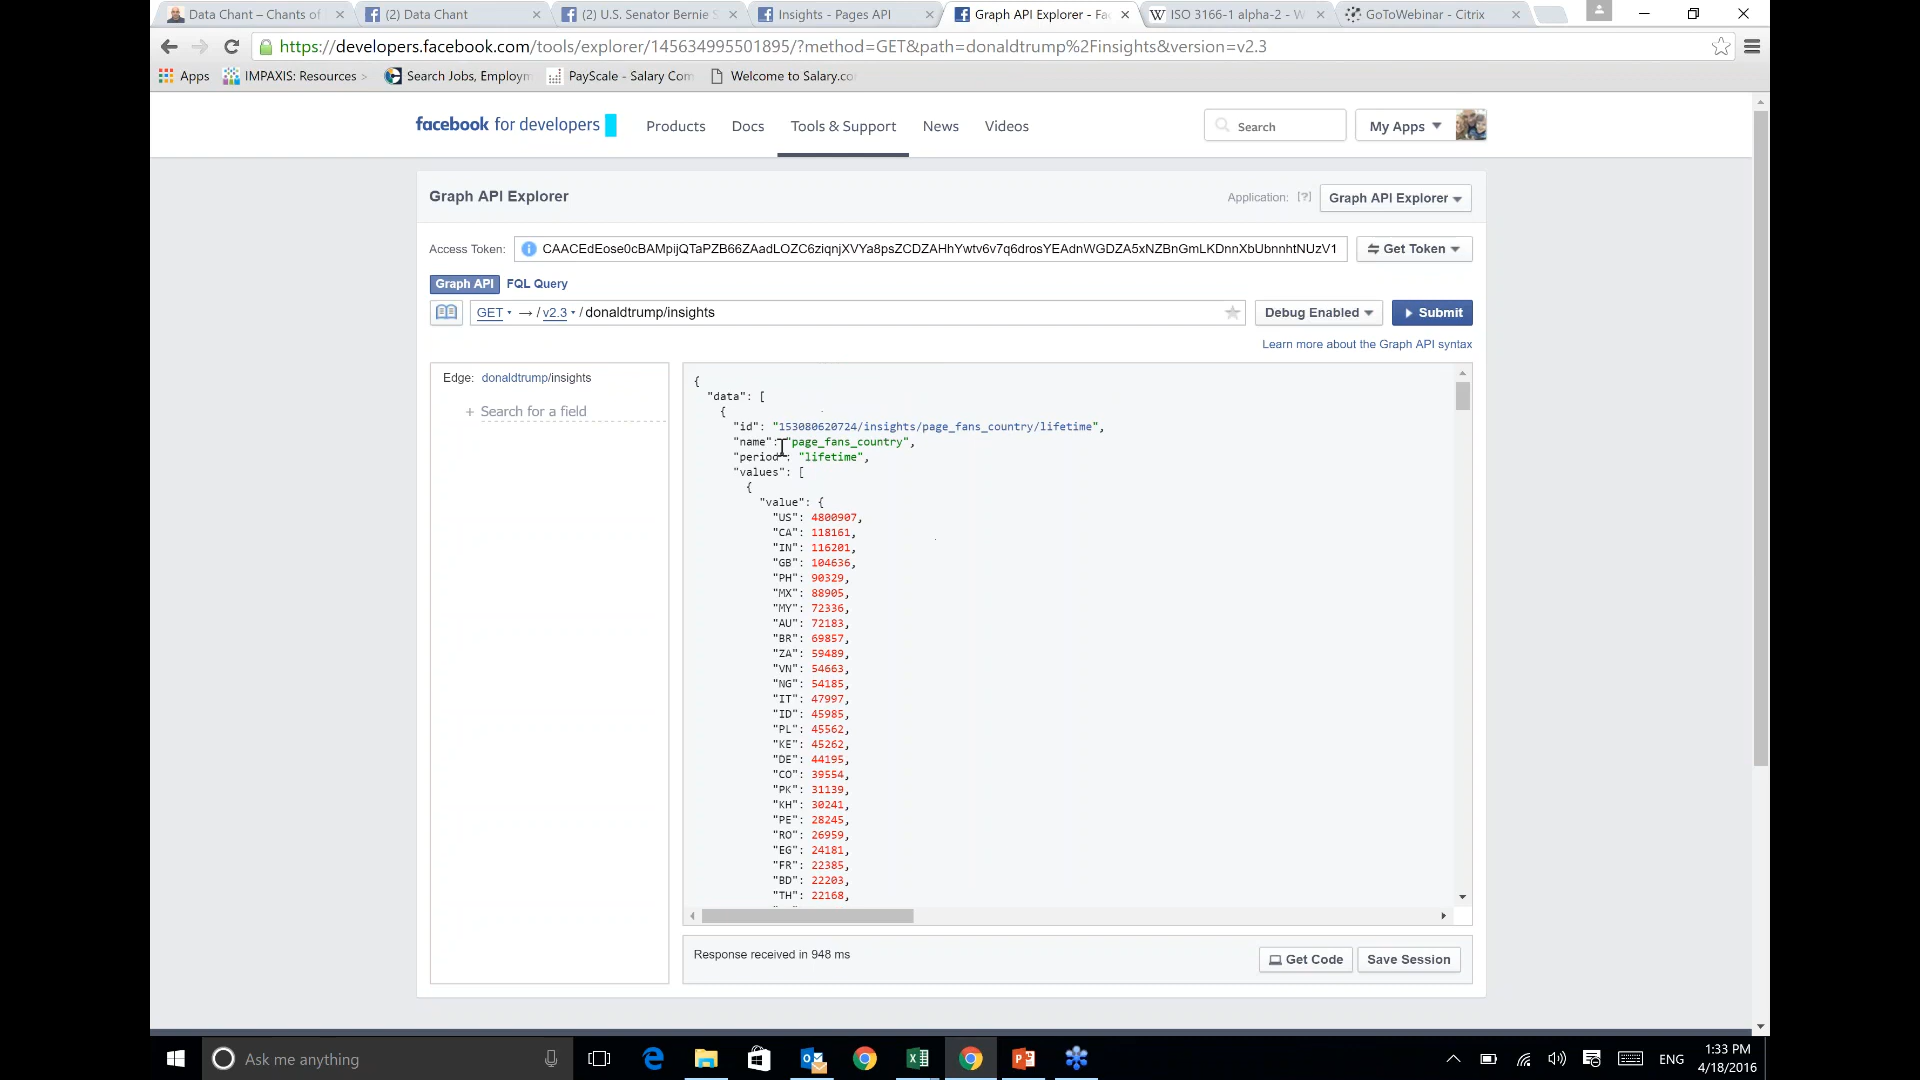 Data Chant – Chants of
(2) Data Chant
(2) U.S. Senator Bernie S
Insights - Pages API
Graph API Explorer - Fac
ISO 3166-1 alpha-2 - W
GoToWebinar - Citrix
https://developers.facebook.com/tools/explorer/145634995501895/?method=GET&path=donaldtrump%2Finsights&version=v2.3
Apps
IMPAXIS: Resources >
Search Jobs, Employm
PayScale - Salary Com
Welcome to Salary.co
facebook for developers
Products
Docs
Tools & Support
News
Videos
Search
My Apps
Graph API Explorer
Application: [?]
Graph API Explorer
Access Token:
CAACEdEose0cBAMpijQTaPZB66ZAadLOZC6ziqnjXVYa8psZCDZAHhYwtv6v7q6drosYEAdnWGDZA5xNZBnGmLKDnnXbUbnnhtNUzV1
Get Token
Graph API
FQL Query
GET → / v2.3 / donaldtrump/insights
Debug Enabled
Submit
Learn more about the Graph API syntax
Edge: donaldtrump/insights
+ Search for a field
{
"data": [
{
"id": "153080620724/insights/page_fans_country/lifetime",
"name": "page_fans_country",
"period": "lifetime",
"values": [
{
"value": {
"US": 4800907,
"CA": 118161,
"IN": 116201,
"GB": 104636,
"PH": 90329,
"MX": 88905,
"MY": 72336,
"AU": 72183,
"BR": 69857,
"ZA": 59489,
"VN": 54663,
"NG": 54185,
"IT": 47997,
"ID": 45985,
"PL": 45562,
"KE": 45262,
"DE": 44195,
"CO": 39554,
"PK": 31139,
"KH": 30241,
"PE": 28245,
"RO": 26959,
"EG": 24181,
"FR": 22385,
"BD": 22203,
"TH": 22168,
Response received in 948 ms
Get Code
Save Session
Ask me anything
ENG
1:33 PM
4/18/2016